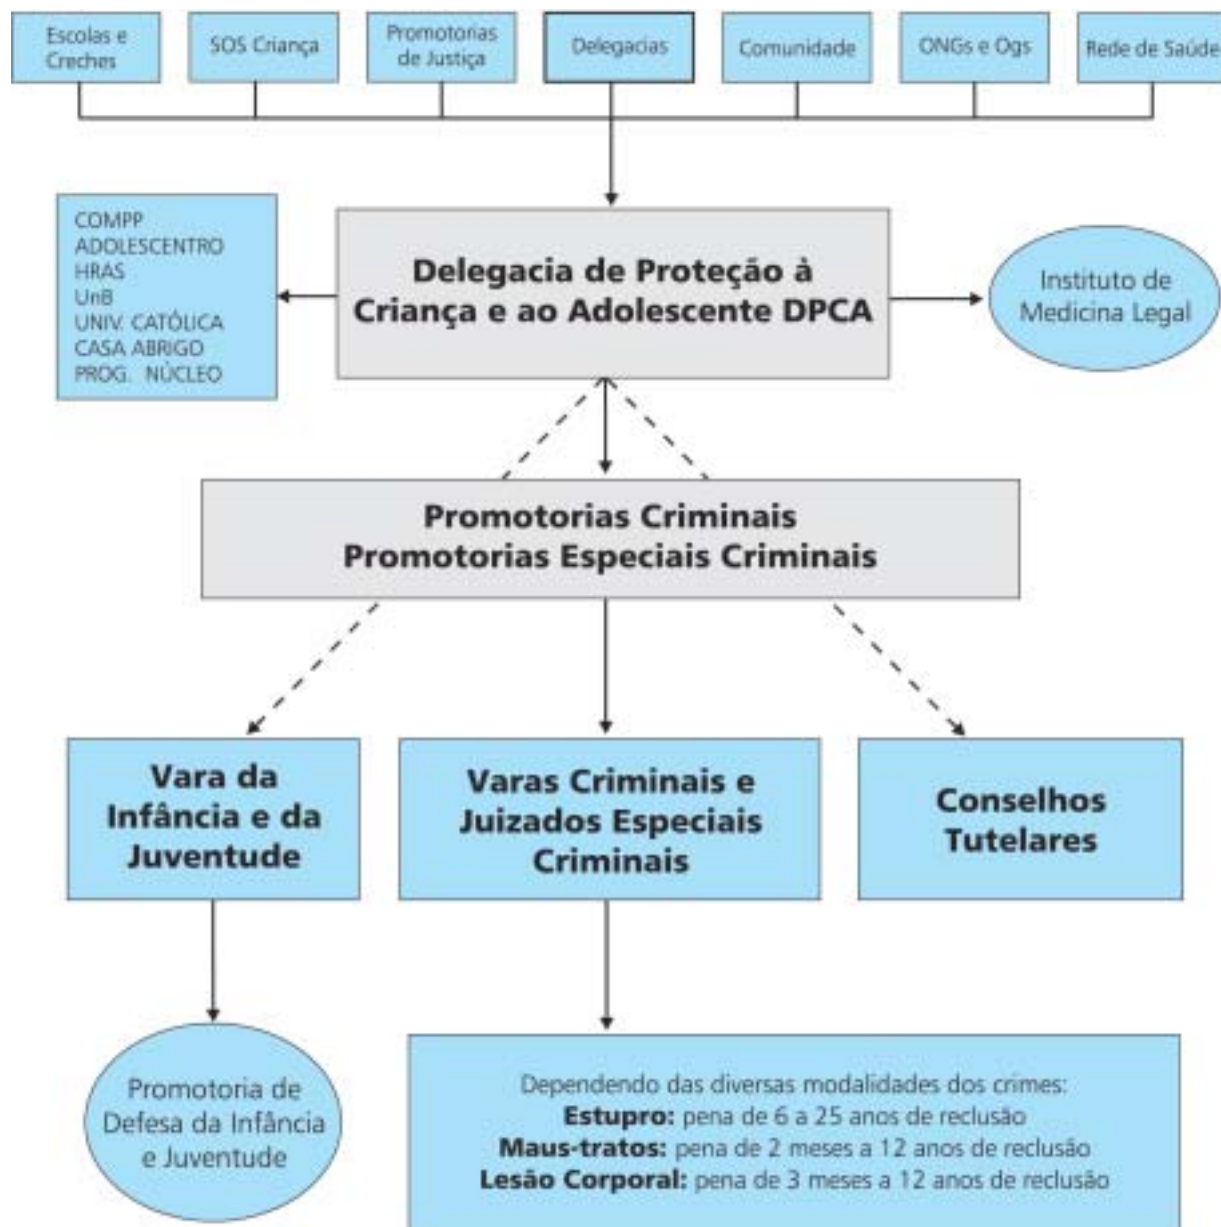 Escolas e
Creches
SOS Criança
Promotorias
de Justiça
Delegacias
Comunidade
ONGs e Ogs
Rede de Saúde
COMPP
ADOLESCENTRO
HRAS
UnB
UNIV. CATÓLICA
CASA ABRIGO
PROG. NÚCLEO
Delegacia de Proteção à
Criança e ao Adolescente DPCA
Instituto de
Medicina Legal
Promotorias Criminais
Promotorias Especiais Criminais
Vara da
Infância e da
Juventude
Varas Criminais e
Juizados Especiais
Criminais
Conselhos
Tutelares
Promotoria de
Defesa da Infância
e Juventude
Dependendo das diversas modalidades dos crimes:
Estupro: pena de 6 a 25 anos de reclusão
Maus-tratos: pena de 2 meses a 12 anos de reclusão
Lesão Corporal: pena de 3 meses a 12 anos de reclusão